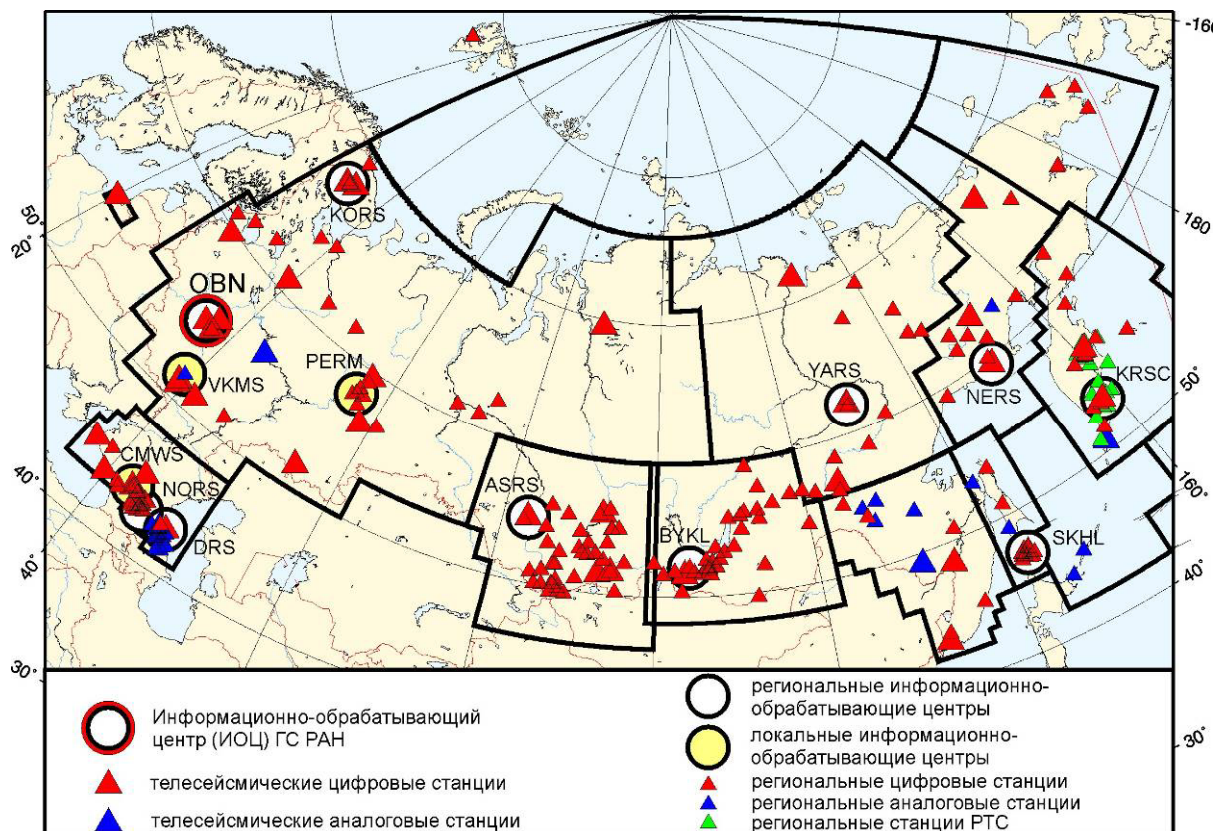 -160
180
50°
20°
KORS
OBN
PERM
VKMS
YARS
NERS
KRSC
50°
160°
CMWS
NORS
DRS
ASRS
BYKL
SKHL
40°
40°
40°
30°
30°
Информационно-обрабатывающий
центр (ИОЦ) ГС РАН
телесейсмические цифровые станции
телесейсмические аналоговые станции
региональные информационно-
обрабатывающие центры
локальные информационно-
обрабатывающие центры
региональные цифровые станции
региональные аналоговые станции
региональные станции РТС